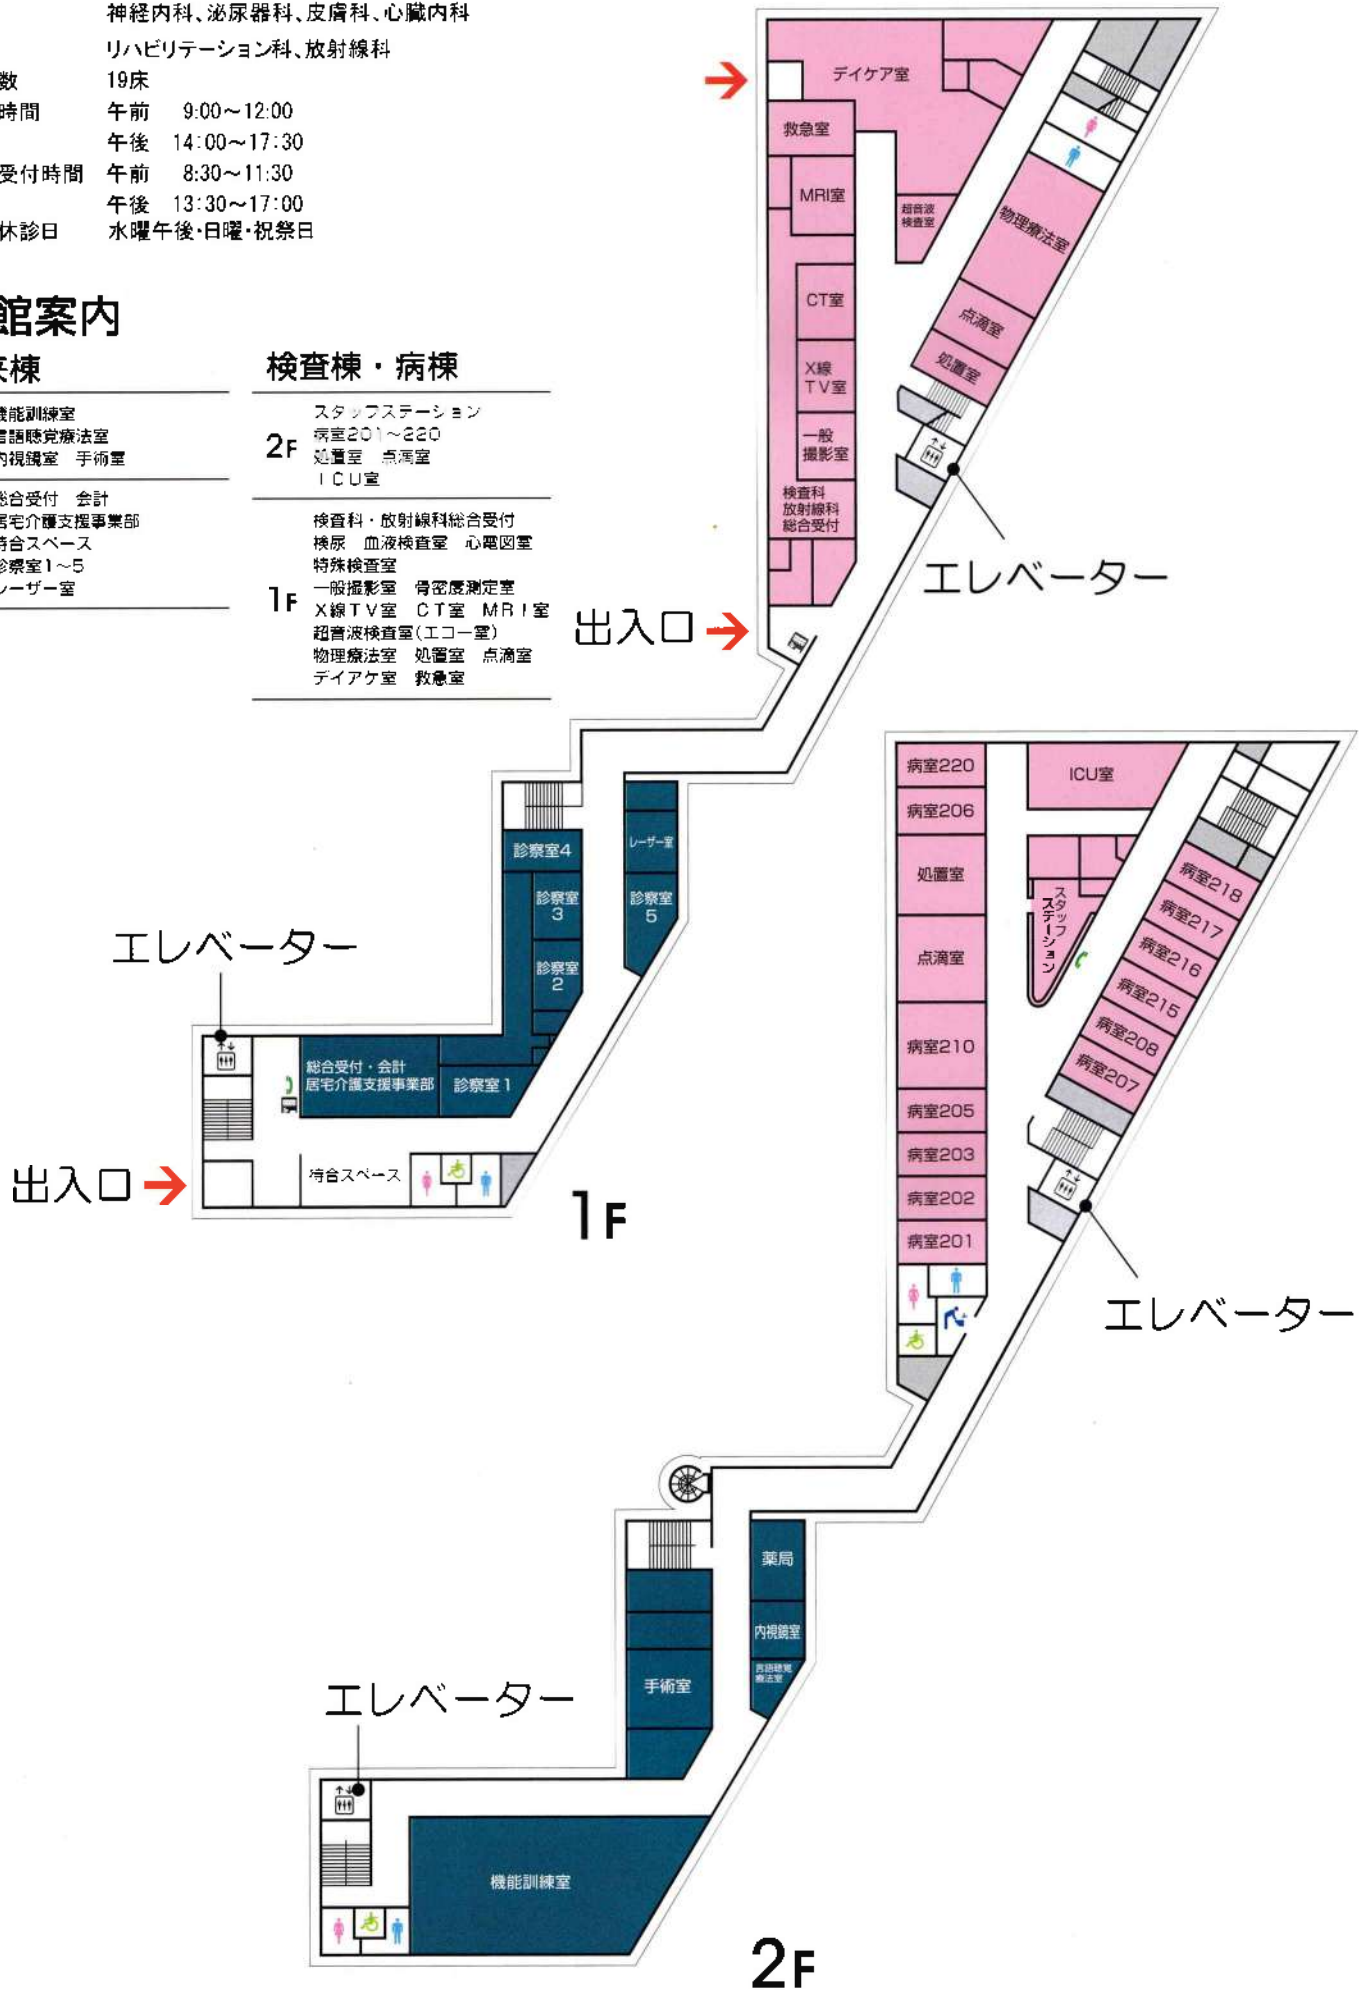 神経内科、泌尿器科、皮膚科、心臓内科
リハビリテーション科、放射線科
数 19床
時間 午前 9:00～12:00
午後 14:00～17:30
受付時間 午前 8:30～11:30
午後 13:30～17:00
休診日 水曜午後・日曜・祝祭日
館案内
来棟
機能訓練室
言語聴覚療法室
内視鏡室 手術室
総合受付 会計
居宅介護支援事業部
待合スペース
診察室1～5
レーザー室
検査棟・病棟
2F
スタッフステーション
病室201～220
処置室 点滴室
ICU室
1F
検査科・放射線科総合受付
検尿 血液検査室 心電図室
特殊検査室
一般撮影室 骨密度測定室
X線TV室 CT室 MRI室
超音波検査室(エコー室)
物理療法室 処置室 点滴室
デイアケ室 救急室
デイケア室
救急室
MRI室
超音波
検査室
物理療法室
CT室
点滴室
X線
TV室
処置室
一般
撮影室
検査科
放射線科
総合受付
エレベーター
出入口
レーザー室
診察室4
診察室
3
診察室
5
診察室
2
エレベーター
総合受付・会計
居宅介護支援事業部
診察室1
待合スペース
出入口
1F
病室220
ICU室
病室206
処置室
スタッフ
ステーション
病室218
病室217
点滴室
病室216
病室215
病室210
病室208
病室207
病室205
病室203
病室202
病室201
エレベーター
薬局
内視鏡室
言語聴覚
療法室
手術室
エレベーター
機能訓練室
2F